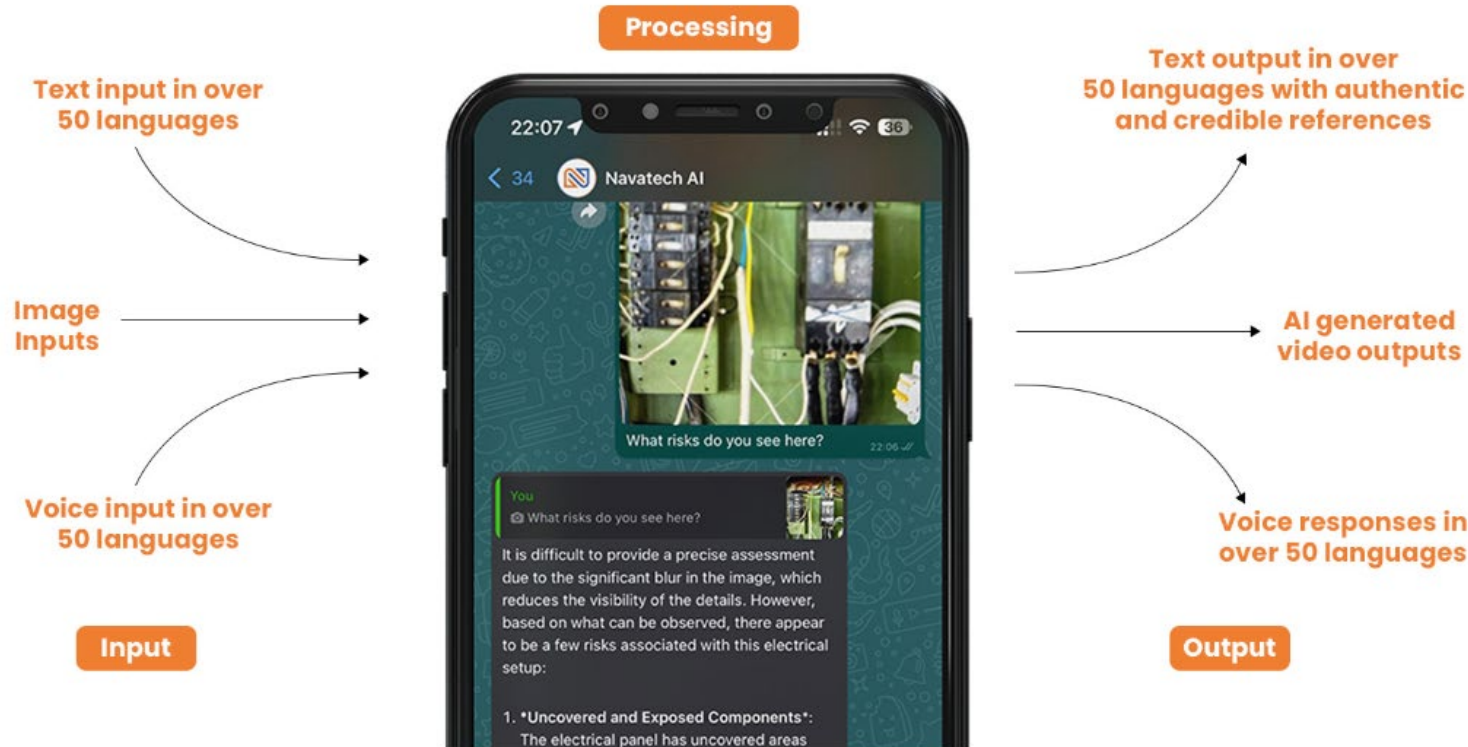 Processing
Text input in over
50 languages
Image
Inputs
Voice input in over
50 languages
Input
22:07
36
34
Navatech AI
What risks do you see here?
22:06
You
What risks do you see here?
It is difficult to provide a precise assessment
due to the significant blur in the image, which
reduces the visibility of the details. However,
based on what can be observed, there appear
to be a few risks associated with this electrical
setup:
1. *Uncovered and Exposed Components*:
The electrical panel has uncovered areas
Text output in over
50 languages with authentic
and credible references
AI generated
video outputs
Voice responses in
over 50 languages
Output